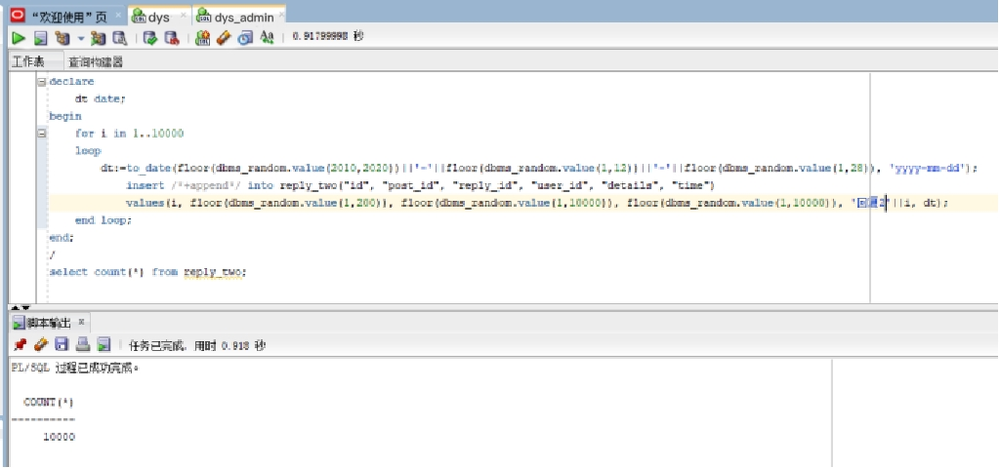 “欢迎使用”页 dys dys_admin
0.91799998 秒
工作表 查询构建器
declare
dt date;
begin
for i in 1..10000
loop
dt:=to_date(floor(dbms_random.value(2010,2020))||'-'||floor(dbms_random.value(1,12))||'-'||floor(dbms_random.value(1,28)), 'yyyy-mm-dd');
insert /*+append*/ into reply_two("id", "post_id", "reply_id", "user_id", "details", "time")
values(i, floor(dbms_random.value(1,200)), floor(dbms_random.value(1,10000)), floor(dbms_random.value(1,10000)), '回复2'||i, dt);
end loop;
end;
/
select count(*) from reply_two;
脚本输出
任务已完成, 用时 0.918 秒
PL/SQL 过程已成功完成。
COUNT(*)
----------
10000